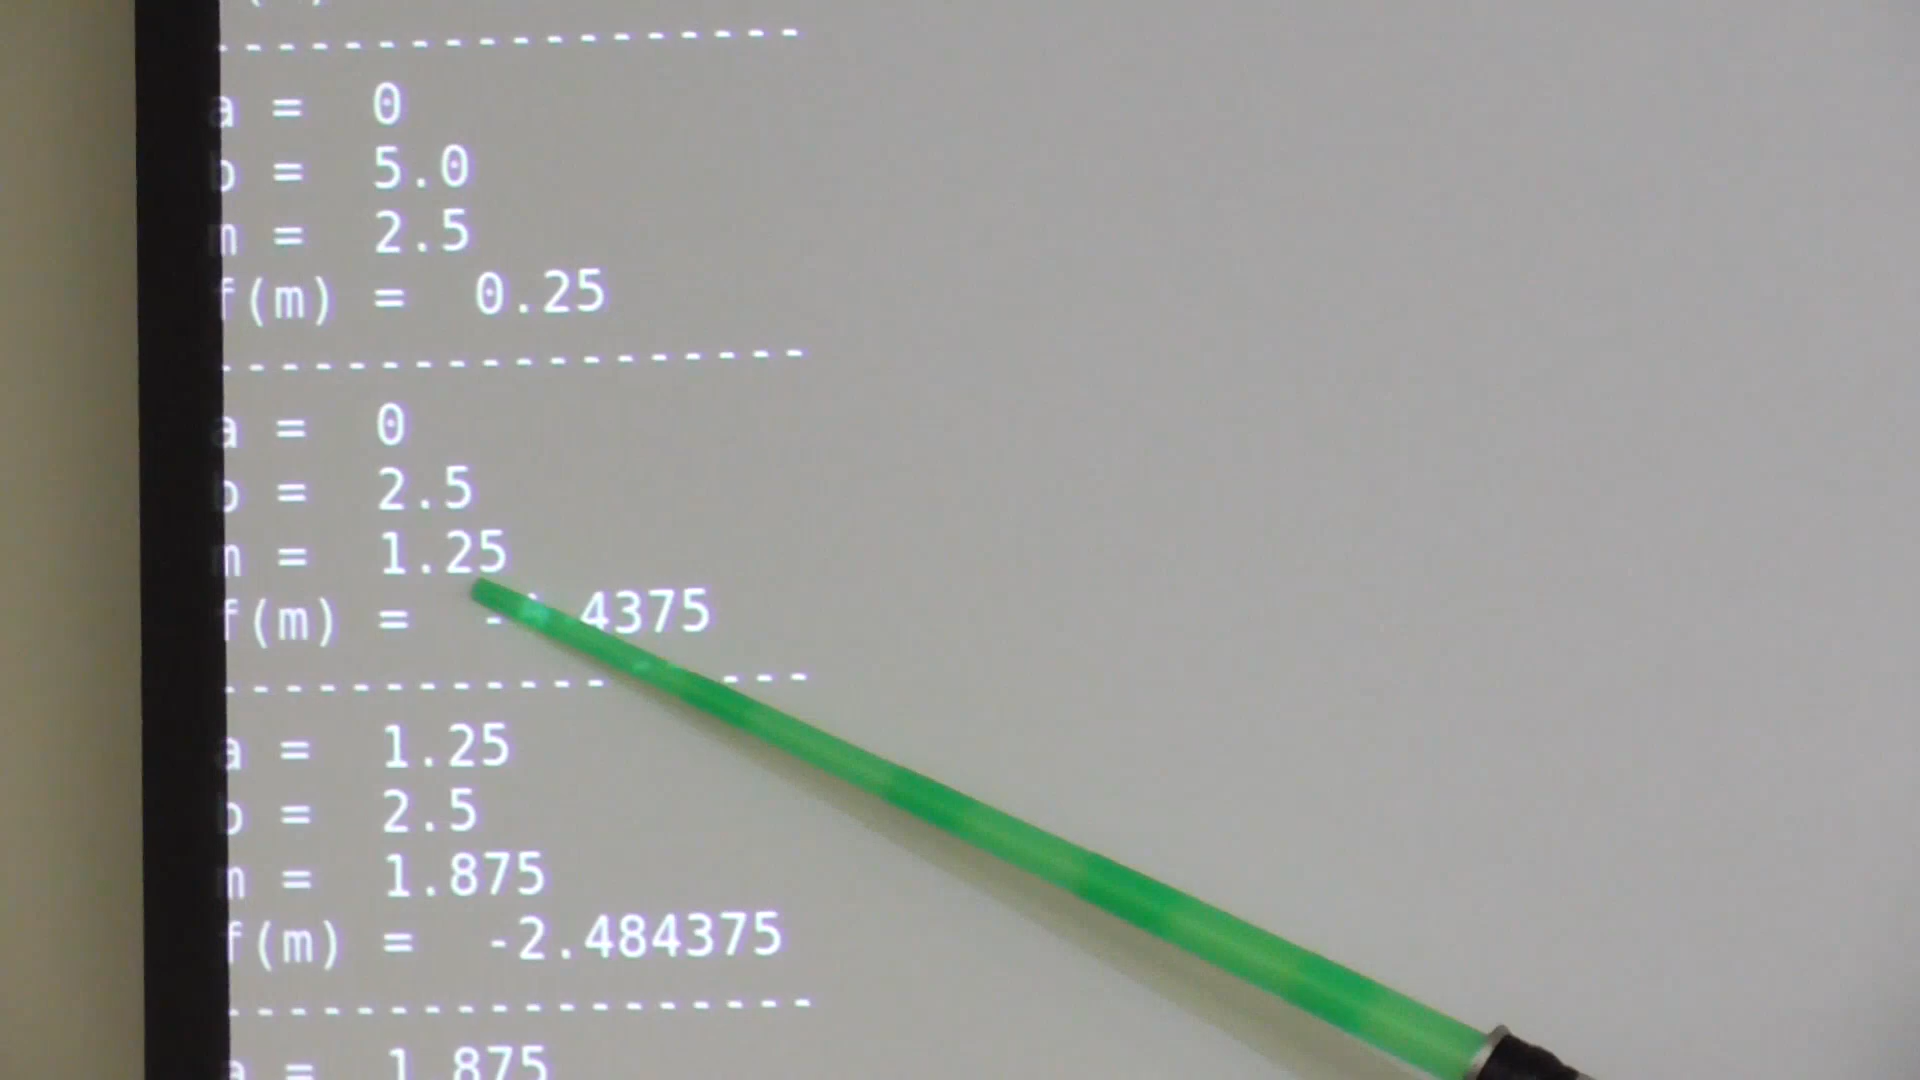 ------------------
a = 0
b = 5.0
m = 2.5
f(m) = 0.25
------------------
a = 0
b = 2.5
m = 1.25
f(m) = - .4375
------------------
a = 1.25
b = 2.5
m = 1.875
f(m) = -2.484375
------------------
a = 1.875